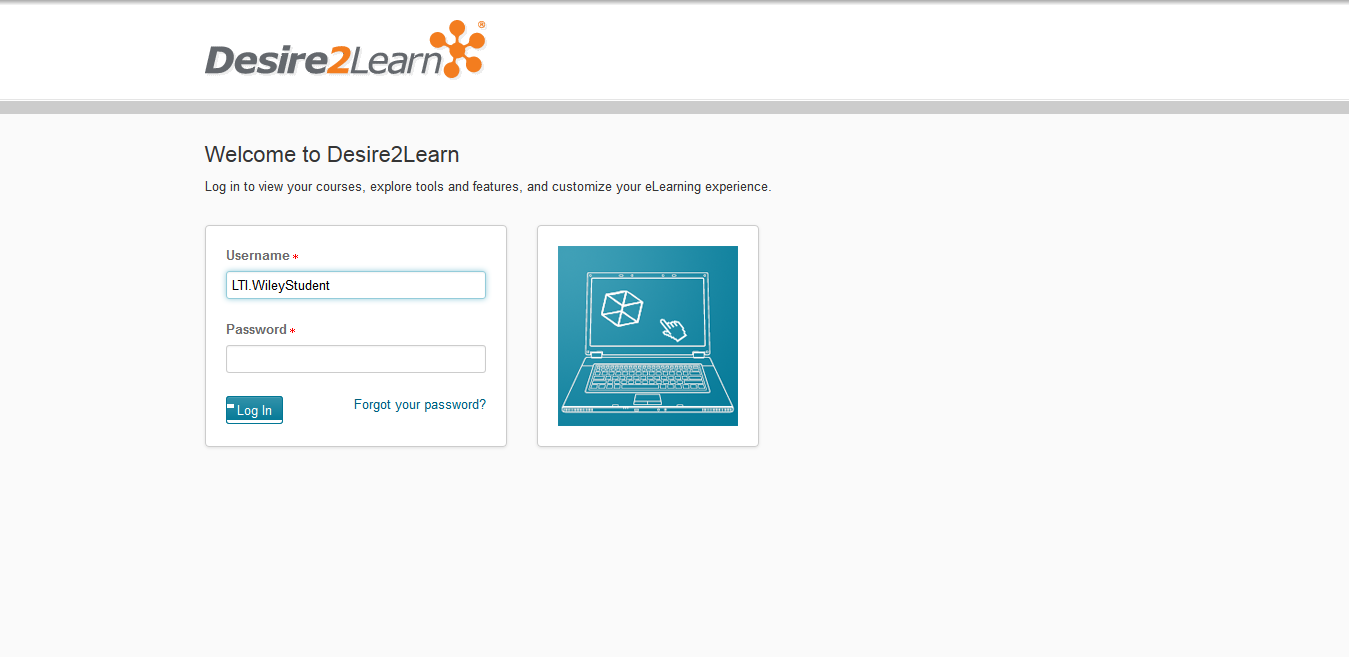 Desire2Learn®
Welcome to Desire2Learn
Log in to view your courses, explore tools and features, and customize your eLearning experience.
Username *
LTI.WileyStudent
Password *
Log In
Forgot your password?